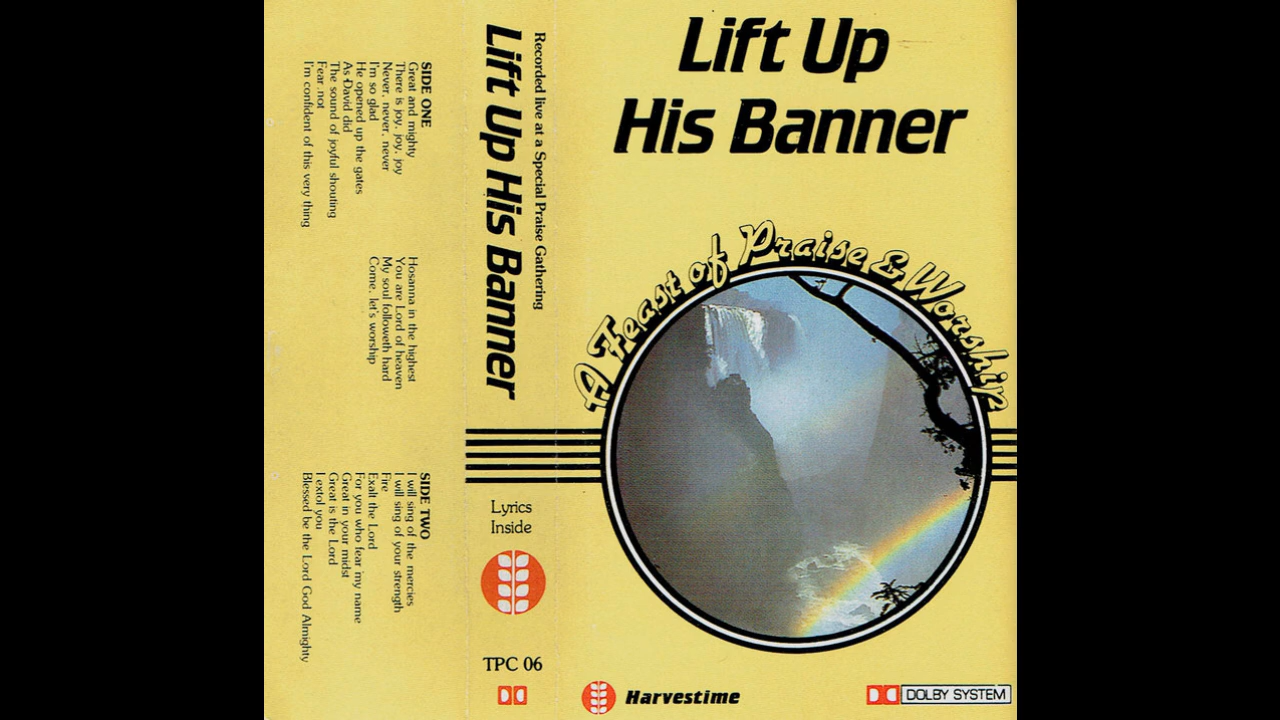 Lift Up
His Banner
A Feast of Praise & Worship
Harvestime
DOLBY SYSTEM
Recorded live at a Special Praise Gathering
Lift Up His Banner
Lyrics
Inside
TPC 06
SIDE ONE
Great and mighty
There is joy, joy, joy
Never, never, never
I'm so glad
He opened up the gates
As David did
The sound of joyful shouting
Fear not
I'm confident of this very thing
Hosanna in the highest
You are Lord of heaven
My soul followeth hard
Come, let's worship
SIDE TWO
I will sing of the mercies
I will sing of your strength
Fire
Exalt the Lord
For you who fear my name
Great in your midst
Great is the Lord
I extol you
Blessed be the Lord God Almighty